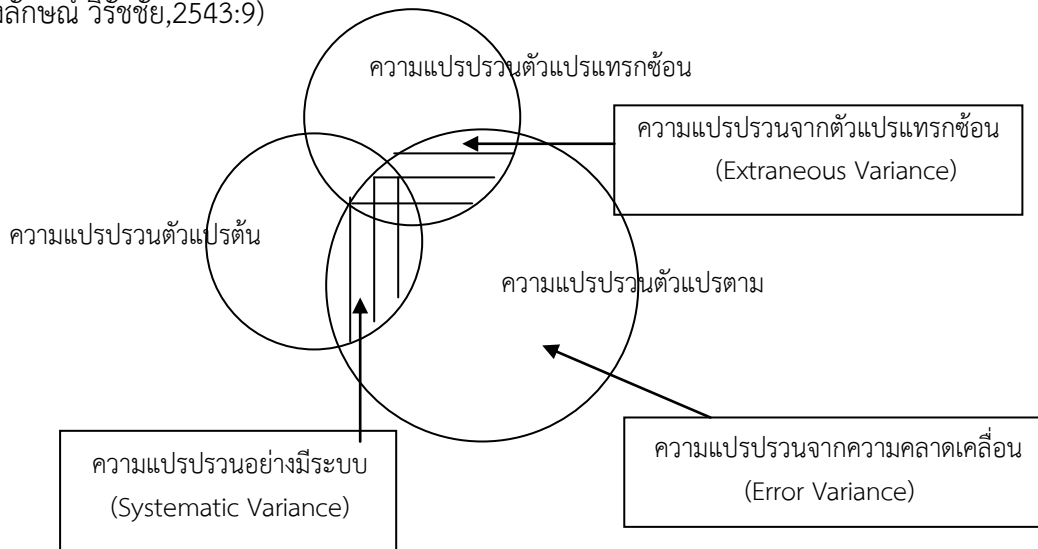 ลักษณ์ วิรัชชัย,2543:9)
ความแปรปรวนตัวแปรแทรกซ้อน
ความแปรปรวนจากตัวแปรแทรกซ้อน
(Extraneous Variance)
ความแปรปรวนตัวแปรต้น
ความแปรปรวนตัวแปรตาม
ความแปรปรวนอย่างมีระบบ
(Systematic Variance)
ความแปรปรวนจากความคลาดเคลื่อน
(Error Variance)